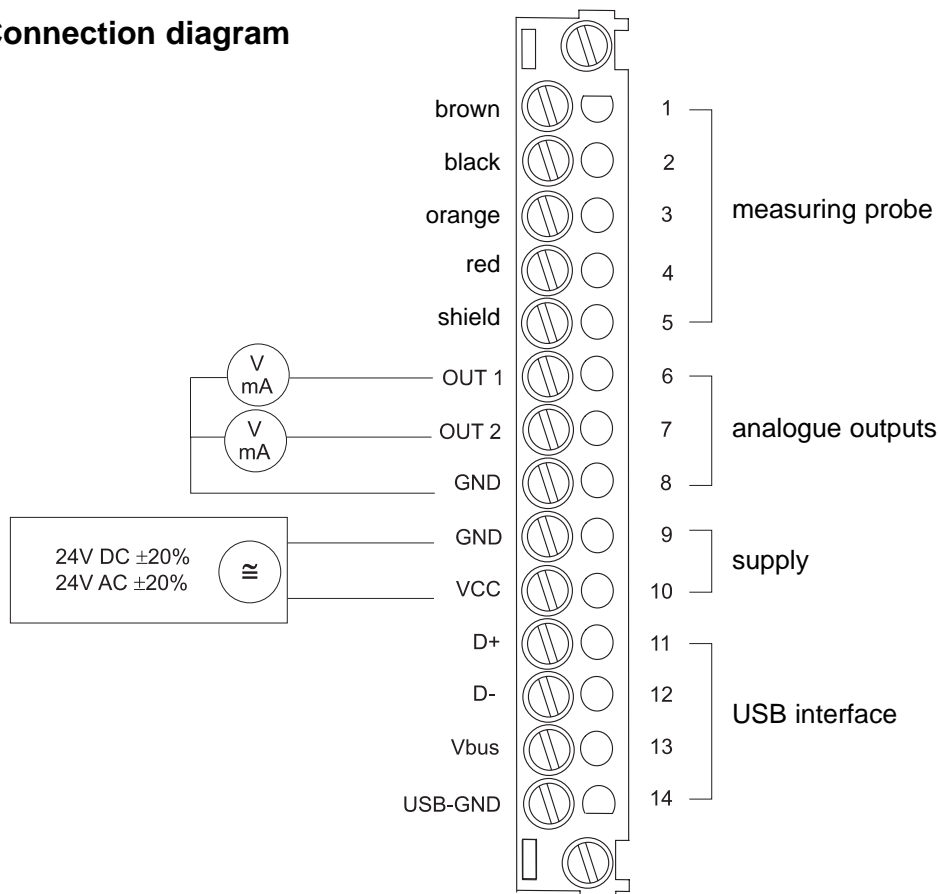 Connection diagram
brown 1
black 2
orange 3 measuring probe
red 4
shield 5
V
mA OUT 1 6
V
mA OUT 2 7 analogue outputs
GND 8
24V DC ±20% GND 9
24V AC ±20% ≅ supply
VCC 10
D+ 11
D- 12
USB interface
Vbus 13
USB-GND 14